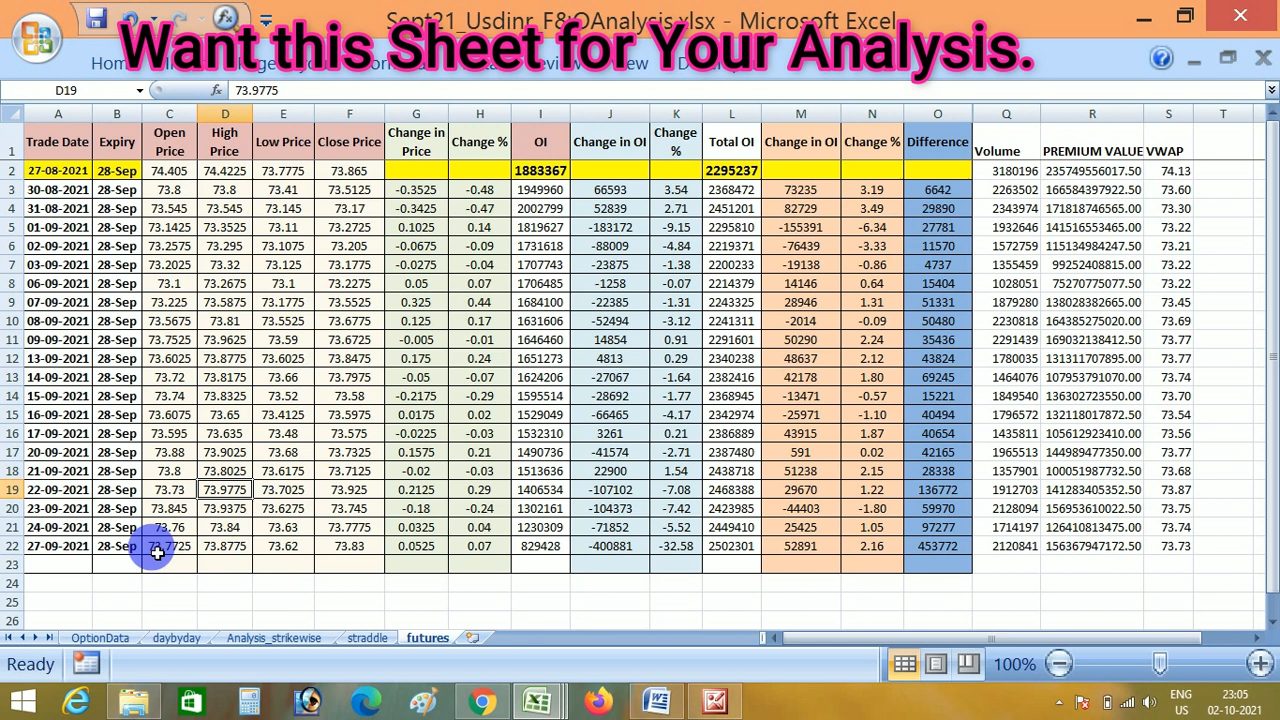 Sept21_Usdinr_F&OAnalysis.xlsx - Microsoft Excel
Want this Sheet for Your Analysis.
D19 73.9775
A B C D E F G H I J K L M N O Q R S T
1 Trade Date Expiry Open Price High Price Low Price Close Price Change in Price Change % OI Change in OI Change % Total OI Change in OI Change % Difference Volume PREMIUM VALUE VWAP
2 27-08-2021 28-Sep 74.405 74.4225 73.7775 73.865 1883367 2295237 3180196 235749556017.50 74.13
3 30-08-2021 28-Sep 73.8 73.8 73.41 73.5125 -0.3525 -0.48 1949960 66593 3.54 2368472 73235 3.19 6642 2263502 166584397922.50 73.60
4 31-08-2021 28-Sep 73.545 73.545 73.145 73.17 -0.3425 -0.47 2002799 52839 2.71 2451201 82729 3.49 29890 2343974 171818746565.00 73.30
5 01-09-2021 28-Sep 73.1425 73.3525 73.11 73.2725 0.1025 0.14 1819627 -183172 -9.15 2295810 -155391 -6.34 27781 1932646 141516553465.00 73.22
6 02-09-2021 28-Sep 73.2575 73.295 73.1075 73.205 -0.0675 -0.09 1731618 -88009 -4.84 2219371 -76439 -3.33 11570 1572759 115134984247.50 73.21
7 03-09-2021 28-Sep 73.2025 73.32 73.125 73.1775 -0.0275 -0.04 1707743 -23875 -1.38 2200233 -19138 -0.86 4737 1355459 99252408815.00 73.22
8 06-09-2021 28-Sep 73.1 73.2675 73.1 73.2275 0.05 0.07 1706485 -1258 -0.07 2214379 14146 0.64 15404 1028051 75270775077.50 73.22
9 07-09-2021 28-Sep 73.225 73.5875 73.1775 73.5525 0.325 0.44 1684100 -22385 -1.31 2243325 28946 1.31 51331 1879280 138028382665.00 73.45
10 08-09-2021 28-Sep 73.5675 73.81 73.5525 73.6775 0.125 0.17 1631606 -52494 -3.12 2241311 -2014 -0.09 50480 2230818 164385275020.00 73.69
11 09-09-2021 28-Sep 73.7525 73.9625 73.59 73.6725 -0.005 -0.01 1646460 14854 0.91 2291601 50290 2.24 35436 2291439 169032138412.50 73.77
12 13-09-2021 28-Sep 73.6025 73.8775 73.6025 73.8475 0.175 0.24 1651273 4813 0.29 2340238 48637 2.12 43824 1780035 131311707895.00 73.77
13 14-09-2021 28-Sep 73.72 73.8175 73.66 73.7975 -0.05 -0.07 1624206 -27067 -1.64 2382416 42178 1.80 69245 1464076 107953791070.00 73.74
14 15-09-2021 28-Sep 73.74 73.8325 73.52 73.58 -0.2175 -0.29 1595514 -28692 -1.77 2368945 -13471 -0.57 15221 1849540 136302723550.00 73.70
15 16-09-2021 28-Sep 73.6075 73.65 73.4125 73.5975 0.0175 0.02 1529049 -66465 -4.17 2342974 -25971 -1.10 40494 1796572 132118017872.50 73.54
16 17-09-2021 28-Sep 73.595 73.635 73.48 73.575 -0.0225 -0.03 1532310 3261 0.21 2386889 43915 1.87 40654 1435811 105612923410.00 73.56
17 20-09-2021 28-Sep 73.88 73.9025 73.68 73.7325 0.1575 0.21 1490736 -41574 -2.71 2387480 591 0.02 42165 1965513 144989477350.00 73.77
18 21-09-2021 28-Sep 73.8 73.8025 73.6175 73.7125 -0.02 -0.03 1513636 22900 1.54 2438718 51238 2.15 28338 1357901 100051987732.50 73.68
19 22-09-2021 28-Sep 73.73 73.9775 73.7025 73.925 0.2125 0.29 1406534 -107102 -7.08 2468388 29670 1.22 136772 1912703 141283405352.50 73.87
20 23-09-2021 28-Sep 73.845 73.9375 73.6275 73.745 -0.18 -0.24 1302161 -104373 -7.42 2423985 -44403 -1.80 59970 2128094 156953610022.50 73.75
21 24-09-2021 28-Sep 73.76 73.84 73.63 73.7775 0.0325 0.04 1230309 -71852 -5.52 2449410 25425 1.05 97277 1714197 126410813475.00 73.74
22 27-09-2021 28-Sep 73.7725 73.8775 73.62 73.83 0.0525 0.07 829428 -400881 -32.58 2502301 52891 2.16 453772 2120841 156367947172.50 73.73
23
24
25
26
OptionData daybyday Analysis_strikewise straddle futures
Ready 100%
ENG 23:05
US 02-10-2021